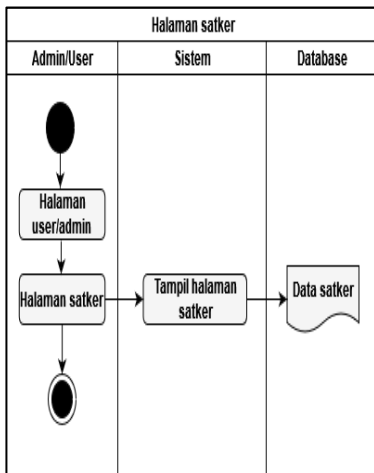 Halaman satker
Admin/User
Sistem
Database
Halaman
user/admin
Halaman satker
Tampil halaman
satker
Data satker